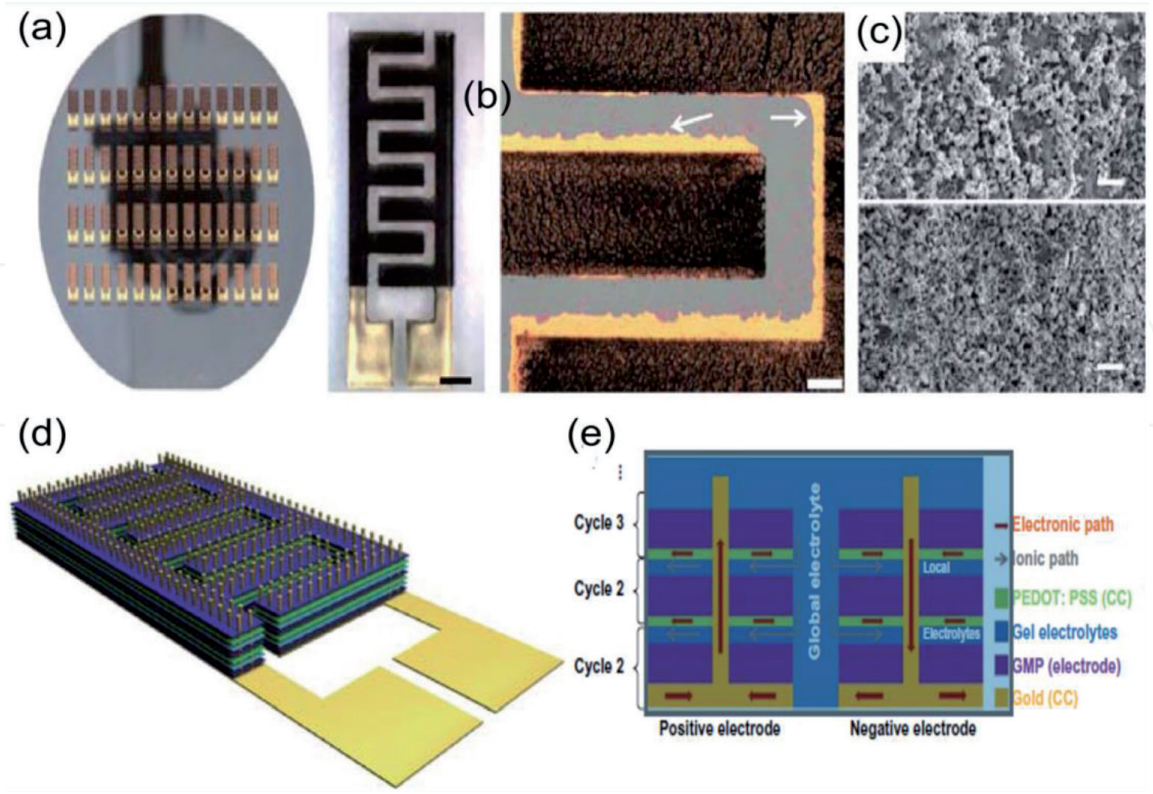 (a)
(b)
(c)
(d)
(e)
Cycle 3
Cycle 2
Cycle 2
Global electrolyte
Local
Electrolytes
Electronic path
Ionic path
PEDOT: PSS (CC)
Gel electrolytes
GMP (electrode)
Gold (CC)
Positive electrode
Negative electrode